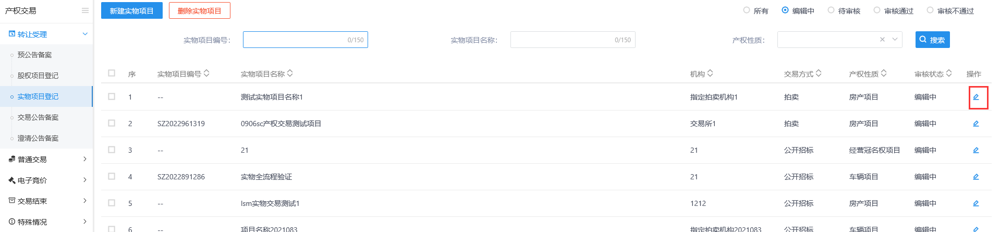 产权交易
转让受理
预公告备案
股权项目登记
实物项目登记
交易公告备案
澄清公告备案
普通交易
电子竞价
交易结束
特殊情况
新建实物项目 删除实物项目 所有 编辑中 待审核 审核通过 审核不通过
实物项目编号: 0/150 实物项目名称: 0/150 产权性质: 搜索
序 实物项目编号 实物项目名称 机构 交易方式 产权性质 审核状态 操作
1 -- 测试实物项目名称1 指定拍卖机构1 拍卖 房产项目 编辑中
2 SZ2022961319 0906sc产权交易测试项目 交易所1 拍卖 房产项目 编辑中
3 -- 21 21 公开招标 经营冠名权项目 编辑中
4 SZ2022891286 实物全流程验证 21 公开招标 车辆项目 编辑中
5 -- lsm实物交易测试1 1212 公开招标 房产项目 编辑中
6 -- 项目名称2021083 指定拍卖机构2021083 公开招标 车辆项目 编辑中